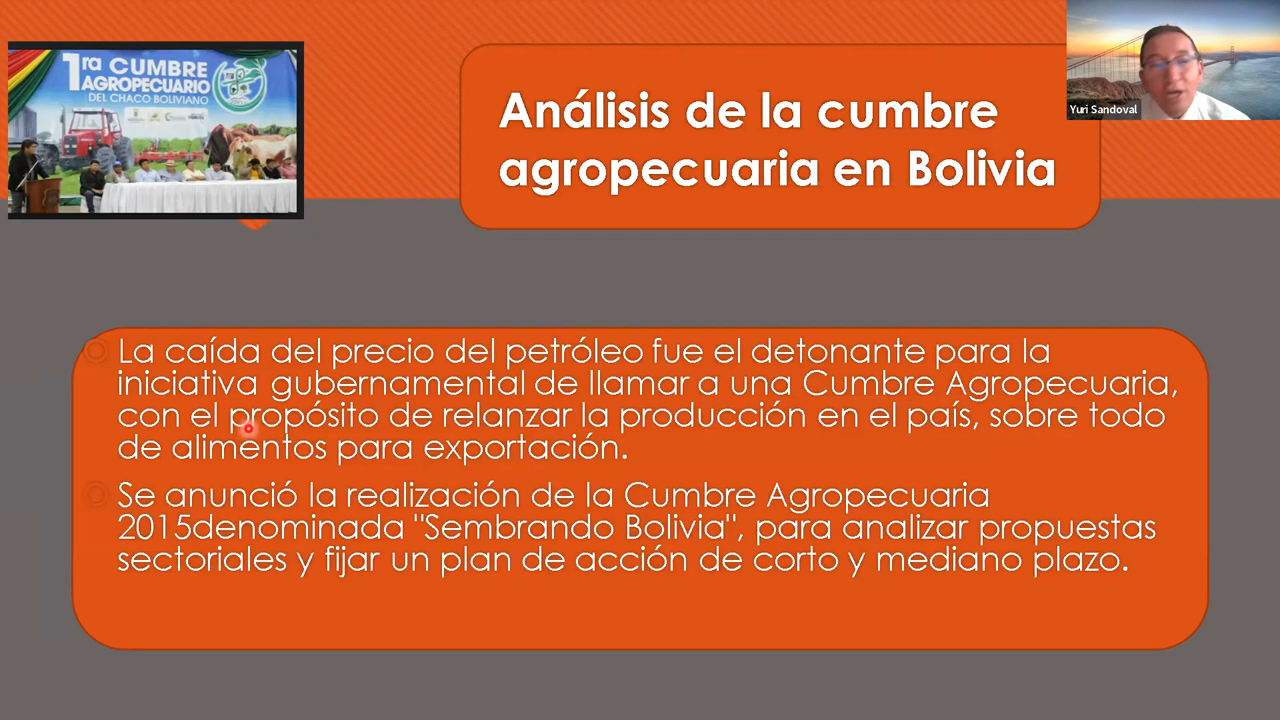 1ra CUMBRE
AGROPECUARIO
DEL CHACO BOLIVIANO
Análisis de la cumbre
agropecuaria en Bolivia
Yuri Sandoval
La caída del precio del petróleo fue el detonante para la
iniciativa gubernamental de llamar a una Cumbre Agropecuaria,
con el propósito de relanzar la producción en el país, sobre todo
de alimentos para exportación.
Se anunció la realización de la Cumbre Agropecuaria
2015denominada "Sembrando Bolivia", para analizar propuestas
sectoriales y fijar un plan de acción de corto y mediano plazo.